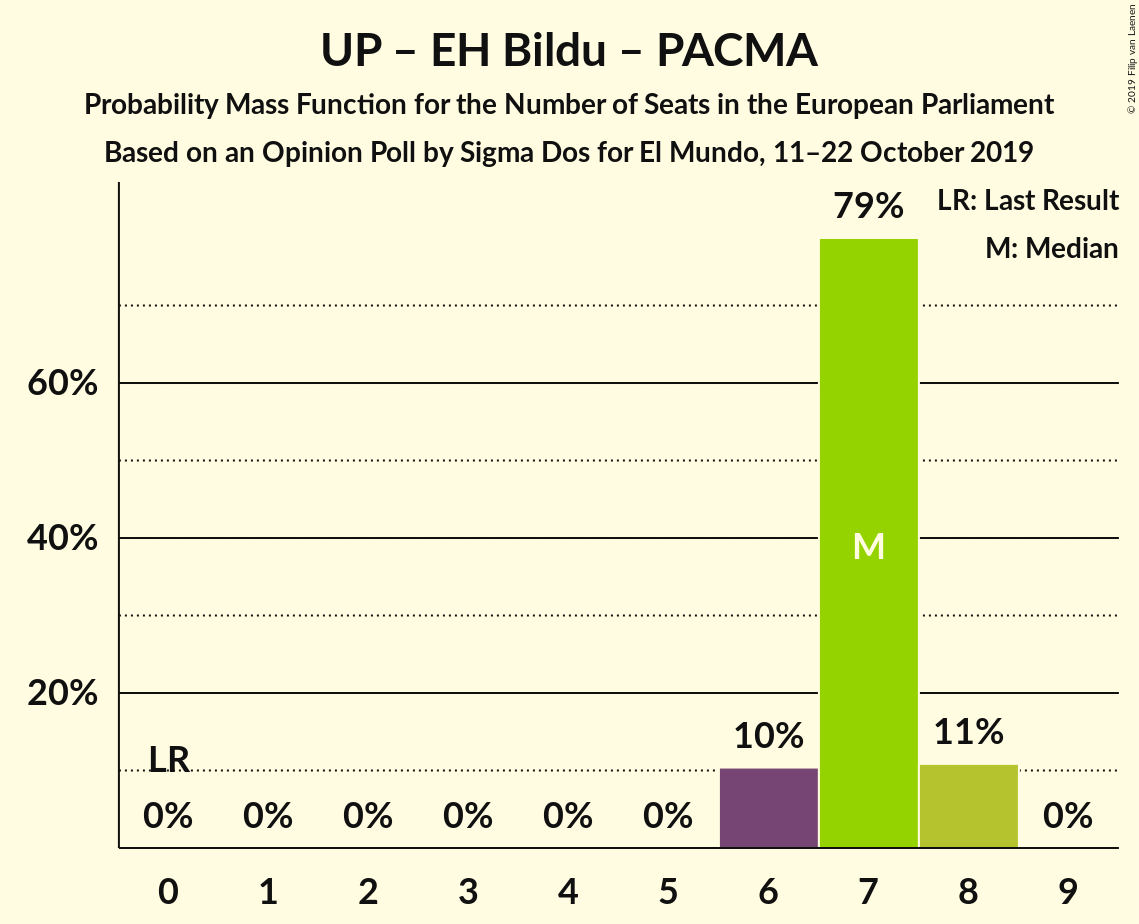 UP – EH Bildu – PACMA
Probability Mass Function for the Number of Seats in the European Parliament
Based on an Opinion Poll by Sigma Dos for El Mundo, 11–22 October 2019
© 2019 Filip van Laenen
LR: Last Result
M: Median
79%
60%
40%
20%
M
LR
0%
0%
0%
0%
0%
0%
10%
11%
0%
0 1 2 3 4 5 6 7 8 9